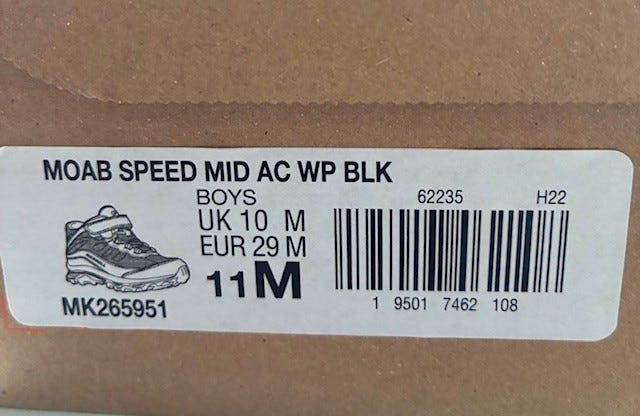 MOAB SPEED MID AC WP BLK
BOYS
UK 10 M
EUR 29 M
11 M
MK265951
62235 H22
1 9501 7462 108